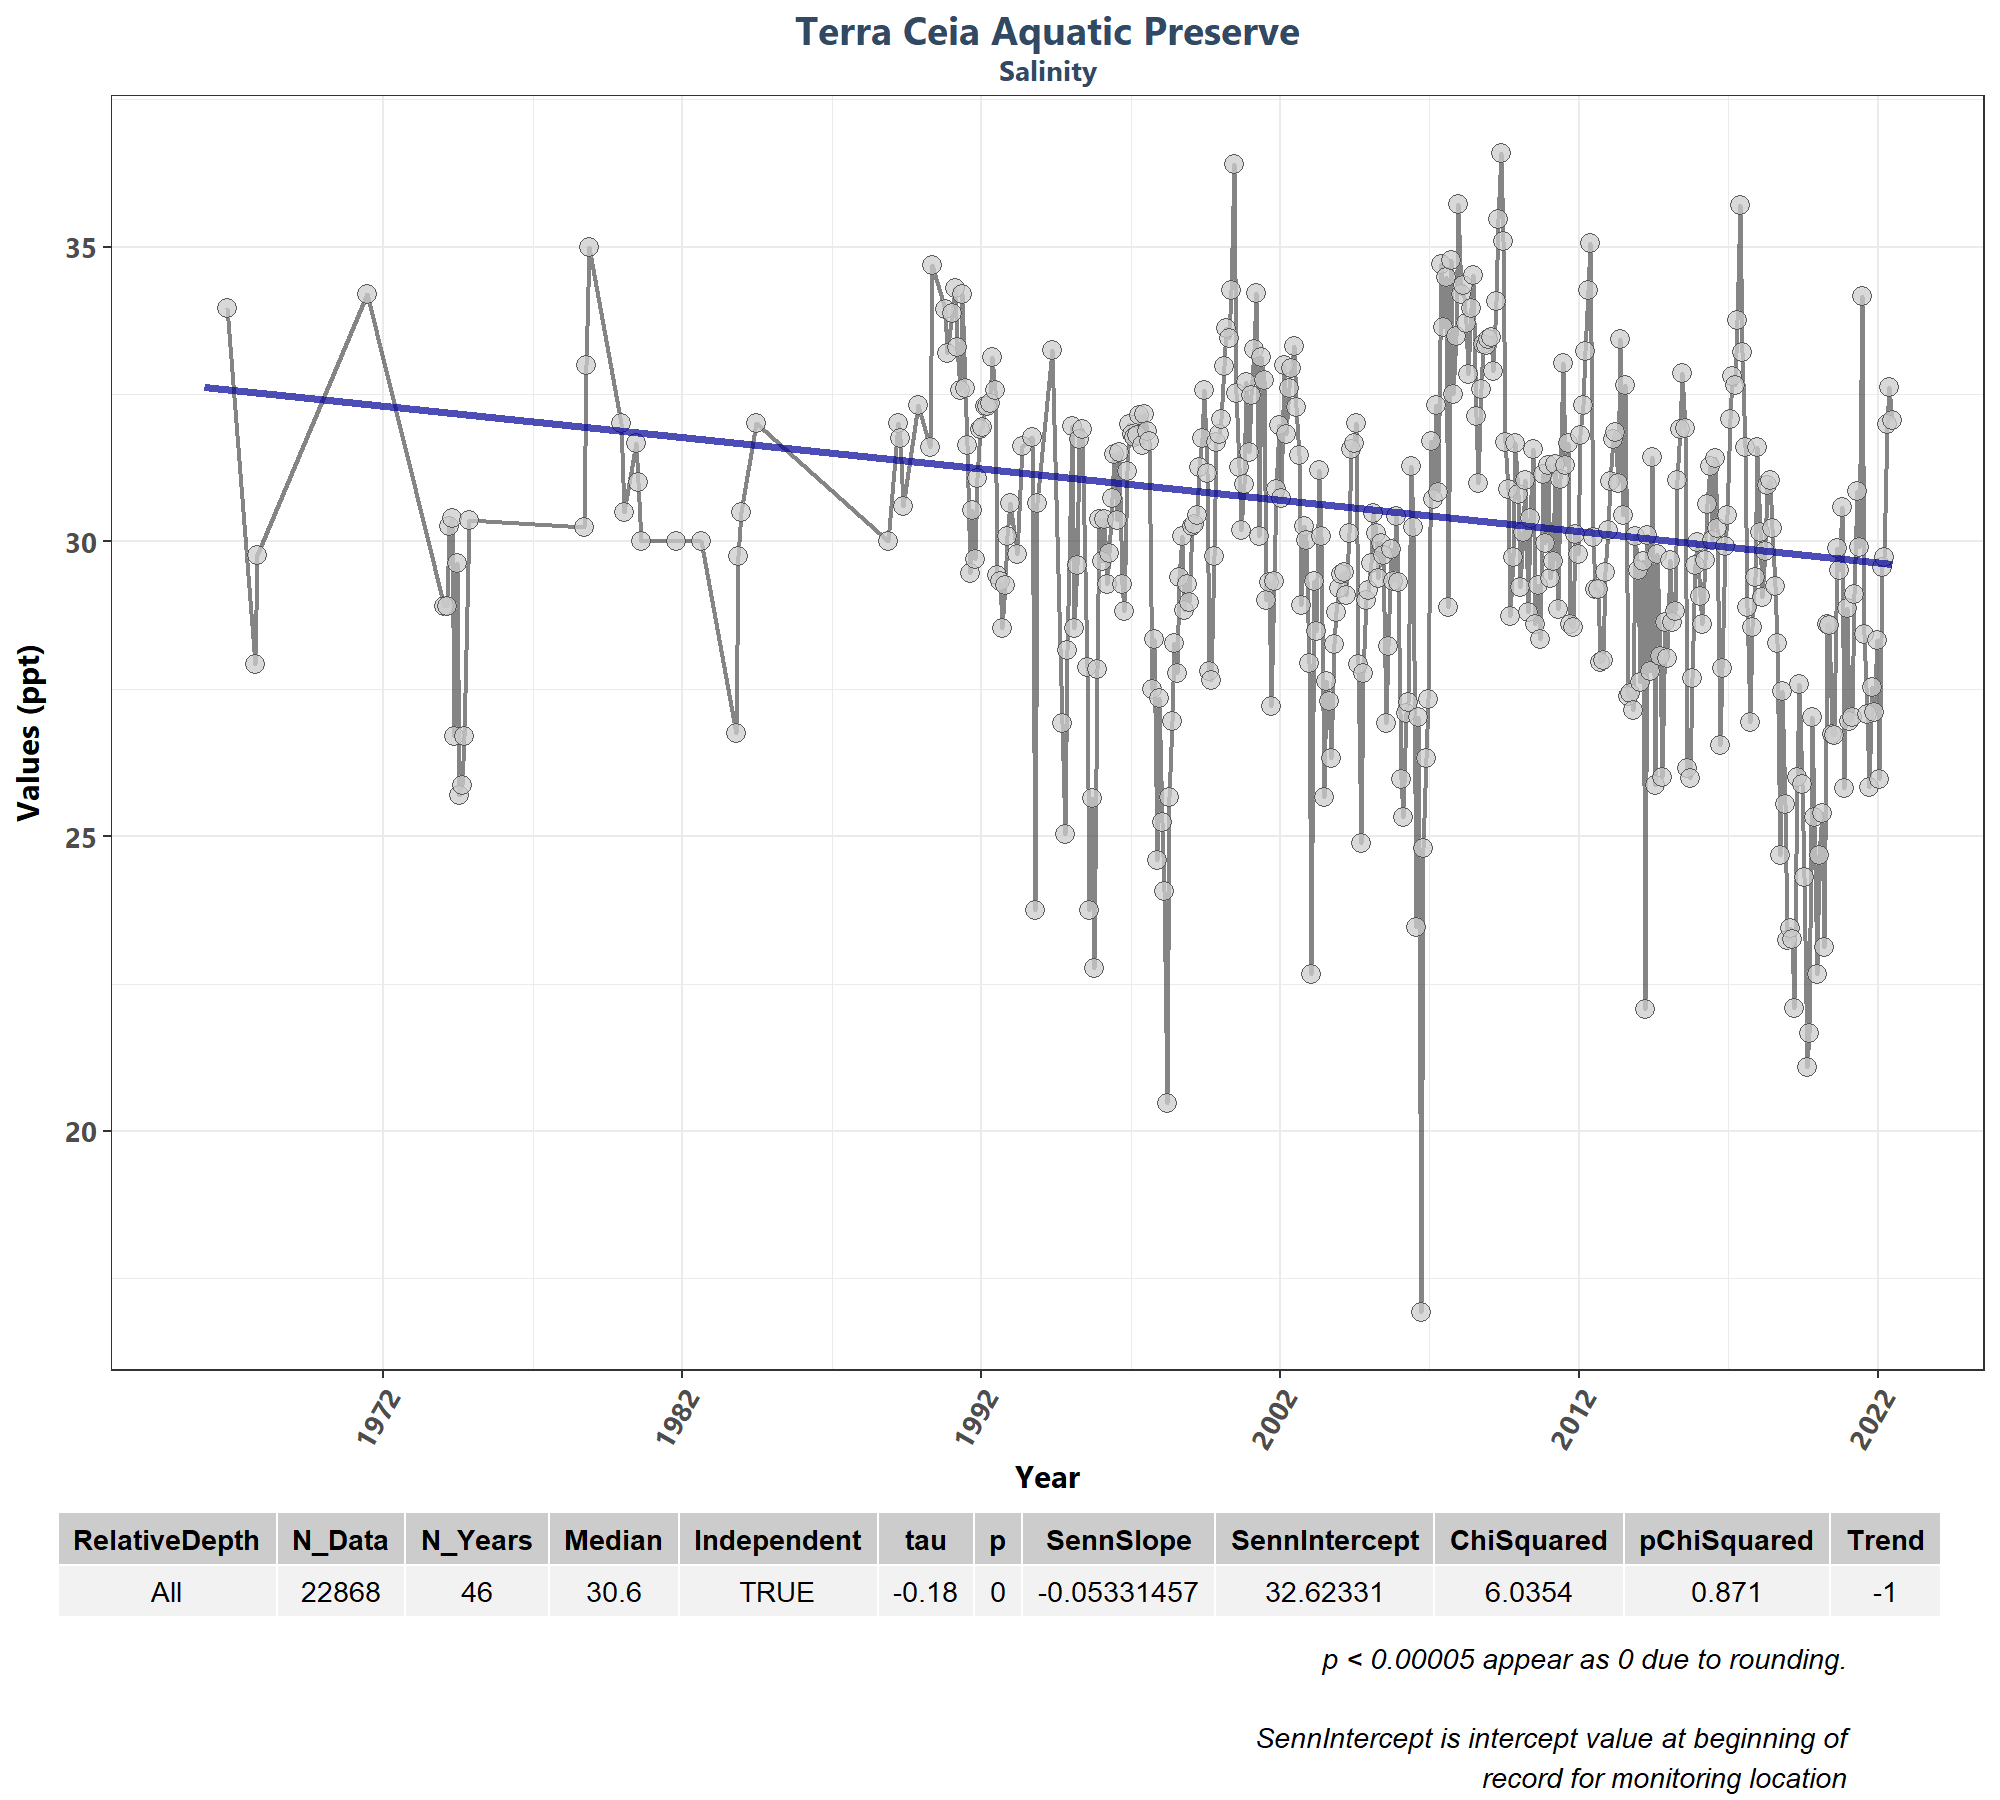 Terra Ceia Aquatic Preserve
Salinity
Values (ppt)
35
30
25
20
1972 1982 1992 2002 2012 2022
Year
RelativeDepth N_Data N_Years Median Independent tau p SennSlope SennIntercept ChiSquared pChiSquared Trend
All 22868 46 30.6 TRUE -0.18 0 -0.05331457 32.62331 6.0354 0.871 -1
p < 0.00005 appear as 0 due to rounding.
SennIntercept is intercept value at beginning of
record for monitoring location